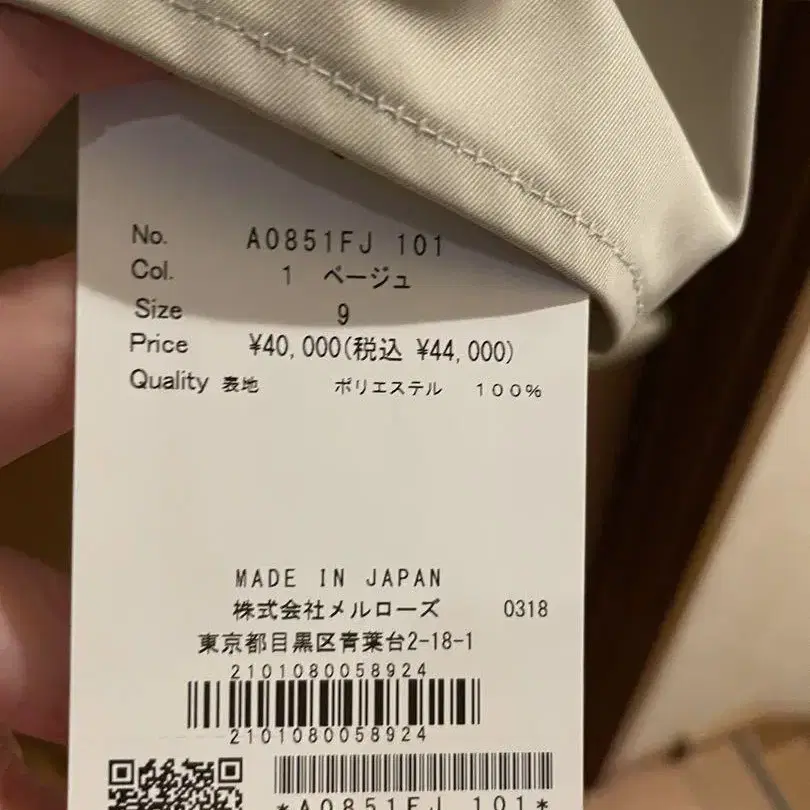 No. A0851FJ 101
Col. 1 ベージュ
Size 9
Price ¥40,000(税込 ¥44,000)
Quality 表地 ポリエステル 100%
MADE IN JAPAN
株式会社メルローズ 0318
東京都目黒区青葉台2-18-1
2101080058924
2101080058924
*A0851FJ 101*